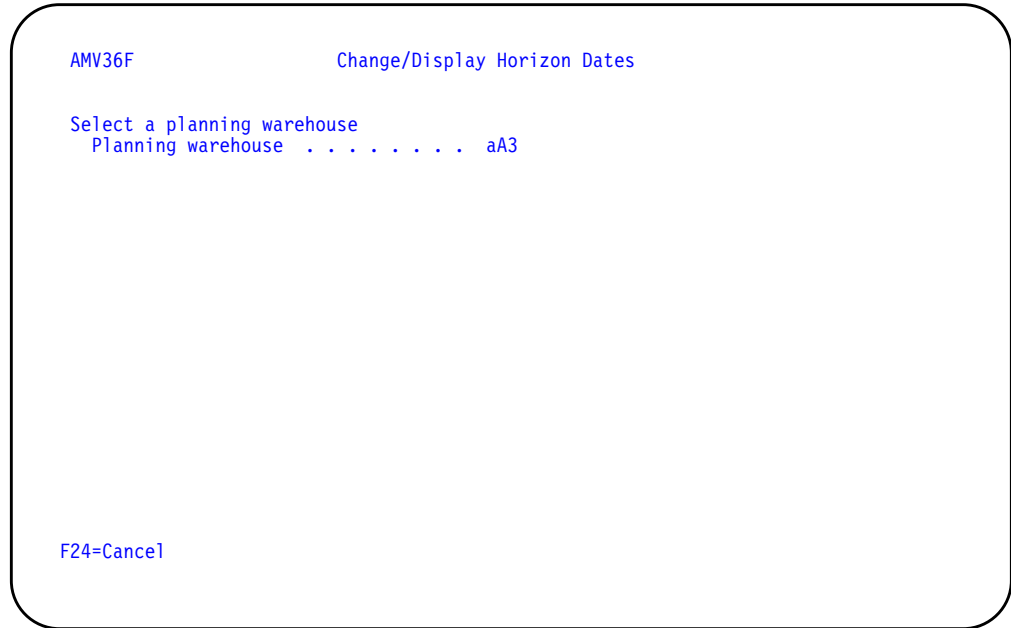 AMV36F Change/Display Horizon Dates
Select a planning warehouse
Planning warehouse . . . . . . . . aA3
F24=Cancel